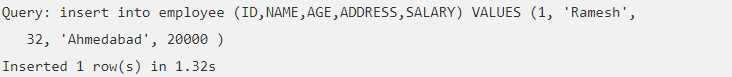 Query: insert into employee (ID,NAME,AGE,ADDRESS,SALARY) VALUES (1, 'Ramesh',
32, 'Ahmedabad', 20000 )
Inserted 1 row(s) in 1.32s